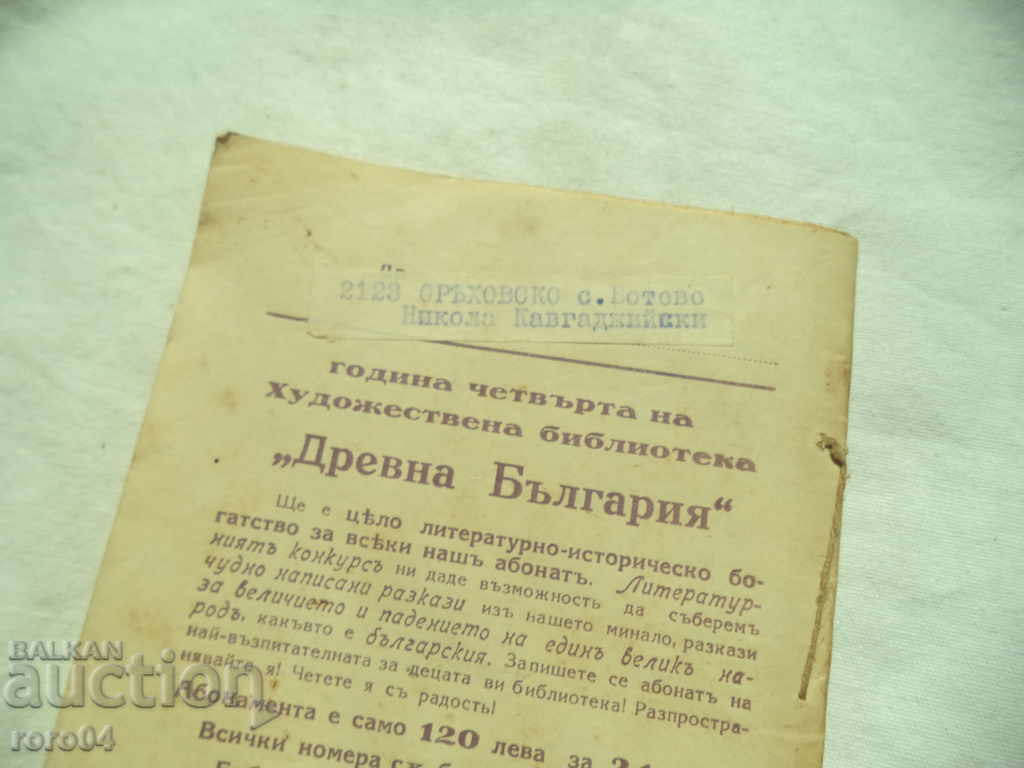 2123 ОРѢХОВСКО с. Ботово
Никола Кавгаджийски
година четвърта на
Художествена библиотека
„Древна България“
Ще е цѣло литературно-историческо бо-
гатство за всѣки нашъ абонатъ. Литератур-
ниятъ конкурсъ ни даде възможность да съберемъ
чудно написани разкази изъ нашето минало, разкази
за величието и падението на единъ великъ на-
родъ, какъвто е българския. Запишете се абонатъ на
най-възпитателната за децата ви библиотека! Разпростра-
нявайте я! Четете я съ радость!
Абонамента е само 120 лева за
Всички номера
BALKAN
auction
roro04